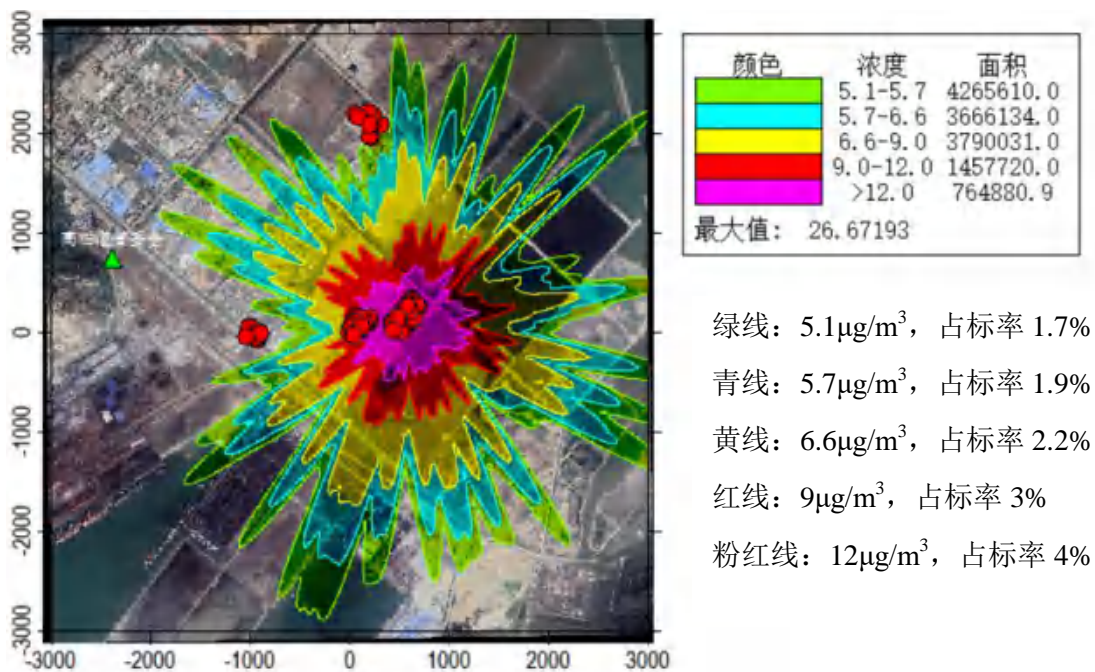 3000
2000
1000
0
-1000
-2000
-3000
-3000 -2000 -1000 0 1000 2000 3000
颜色 浓度 面积
5.1-5.7 4265610.0
5.7-6.6 3666134.0
6.6-9.0 3790031.0
9.0-12.0 1457720.0
>12.0 764880.9
最大值: 26.67193
绿线：5.1μg/m³，占标率 1.7%
青线：5.7μg/m³，占标率 1.9%
黄线：6.6μg/m³，占标率 2.2%
红线：9μg/m³，占标率 3%
粉红线：12μg/m³，占标率 4%